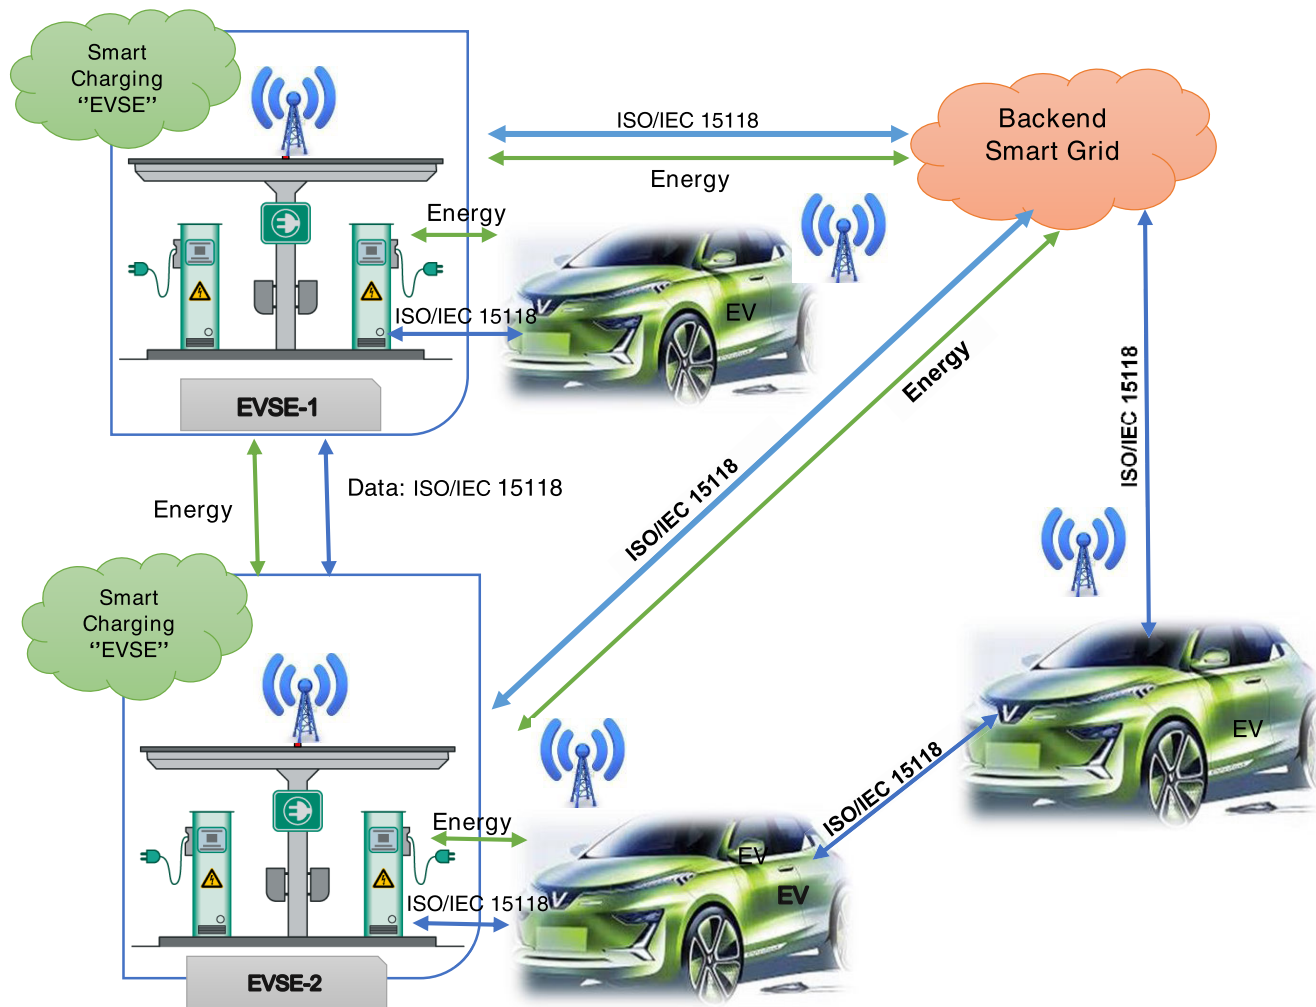 Smart
Charging
‘’EVSE’’
ISO/IEC 15118
Energy
Backend
Smart Grid
Energy
ISO/IEC 15118
EV
EVSE-1
Energy
Data: ISO/IEC 15118
ISO/IEC 15118
Energy
ISO/IEC 15118
Smart
Charging
‘’EVSE’’
Energy
ISO/IEC 15118
EV
EV
ISO/IEC 15118
EV
EVSE-2